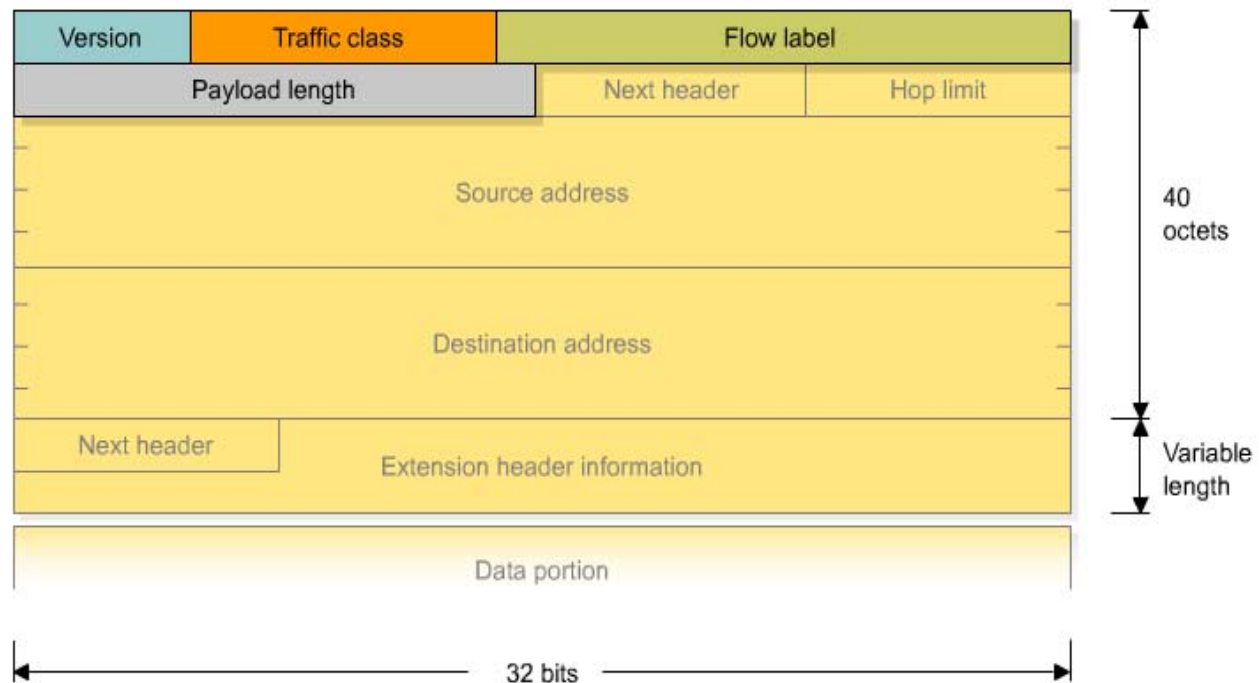 Version Traffic class Flow label
Payload length Next header Hop limit
Source address
40
octets
Destination address
Next header
Extension header information
Variable
length
Data portion
32 bits